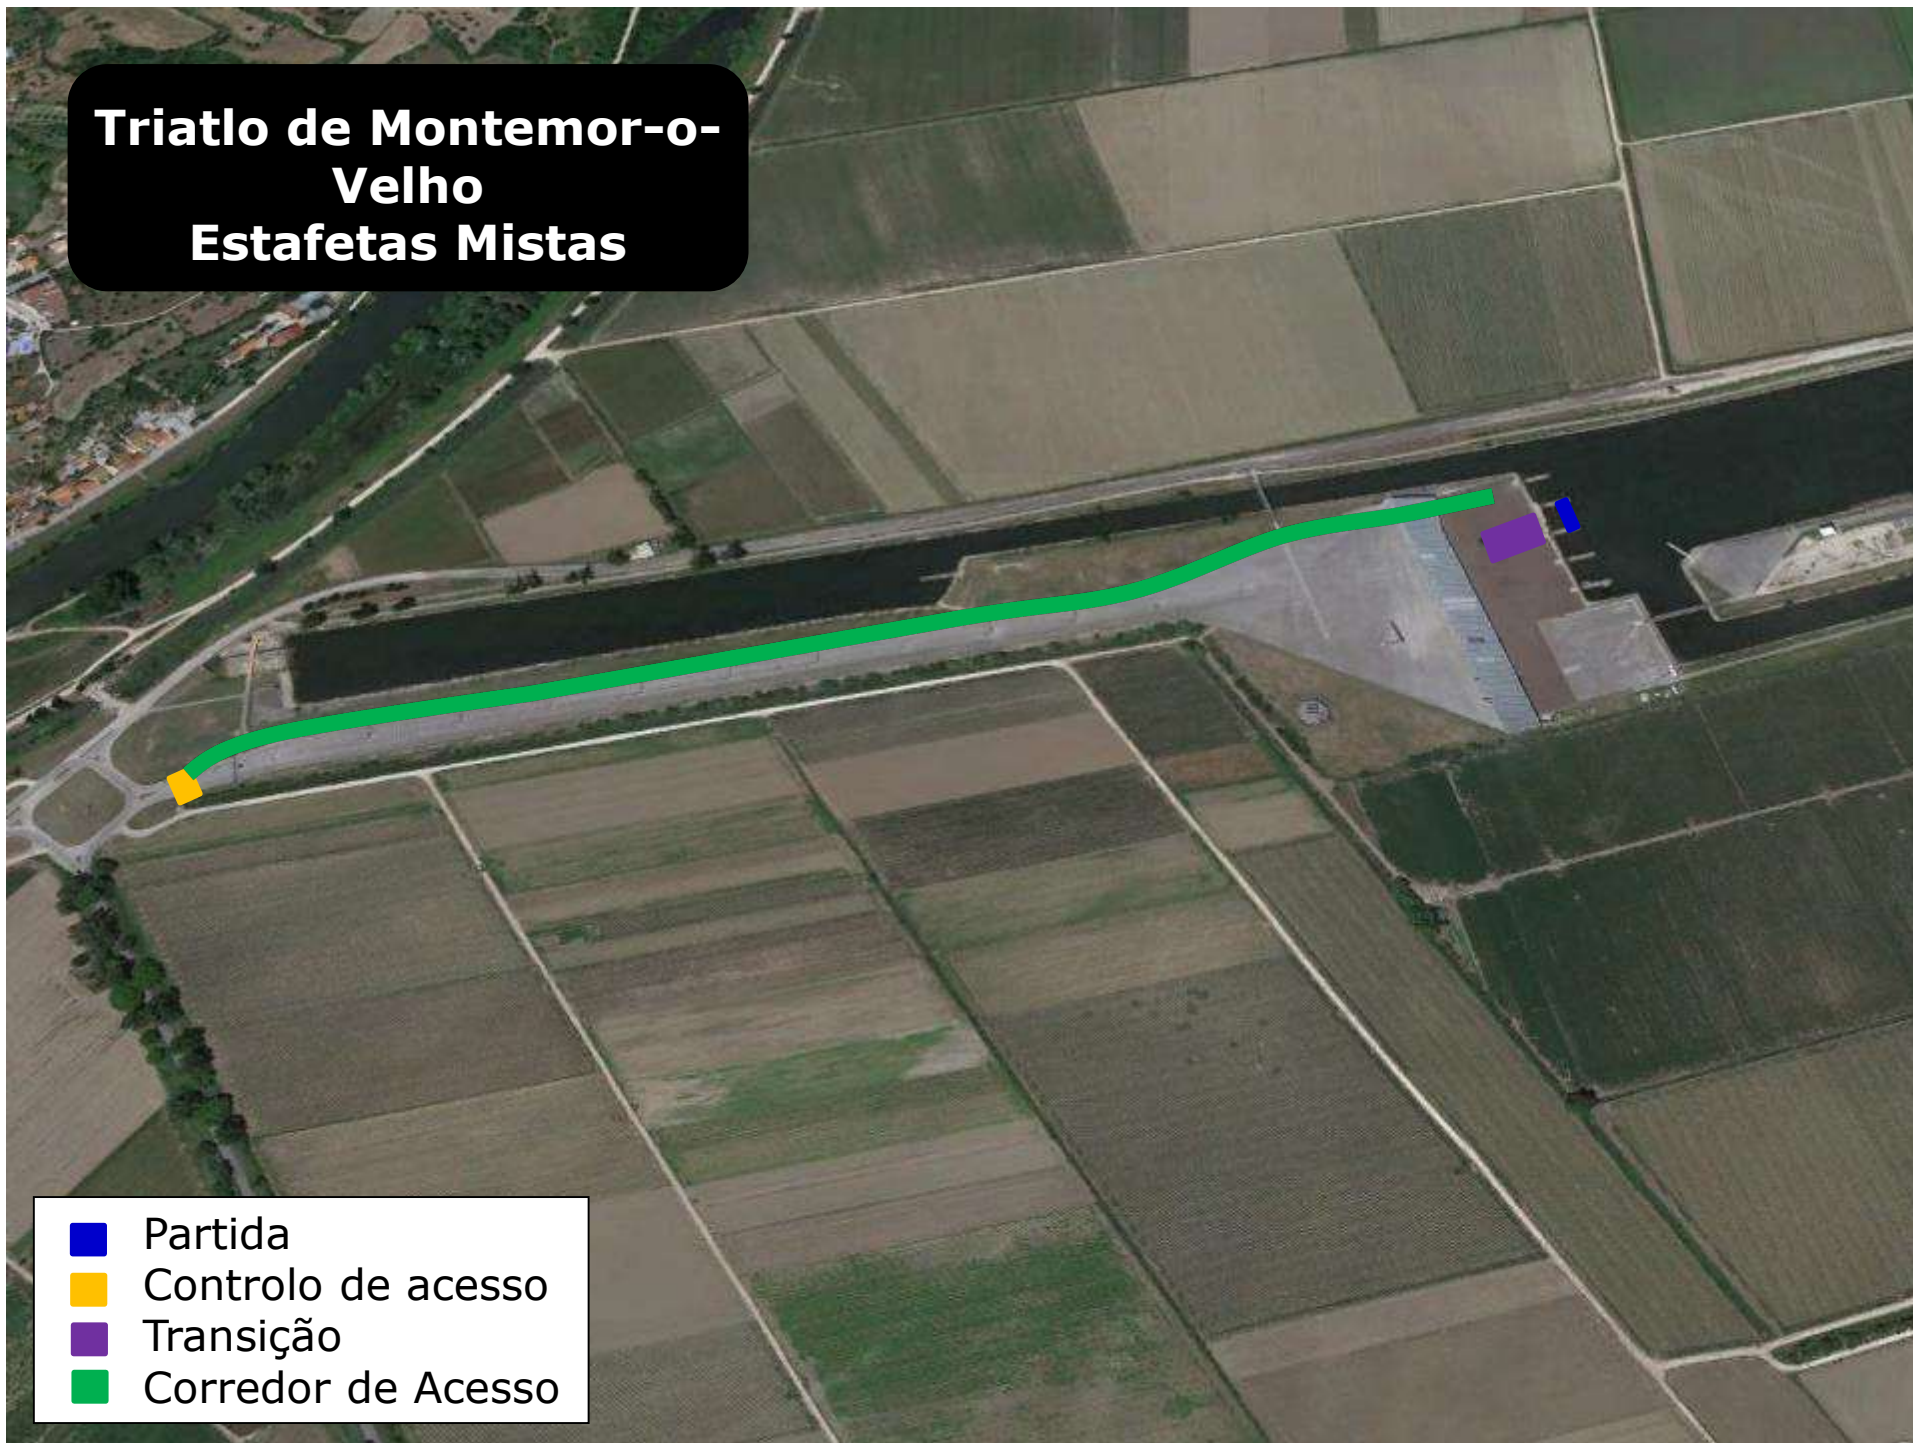 Triatlo de Montemor-o-
Velho
Estafetas Mistas
Partida
Controlo de acesso
Transição
Corredor de Acesso